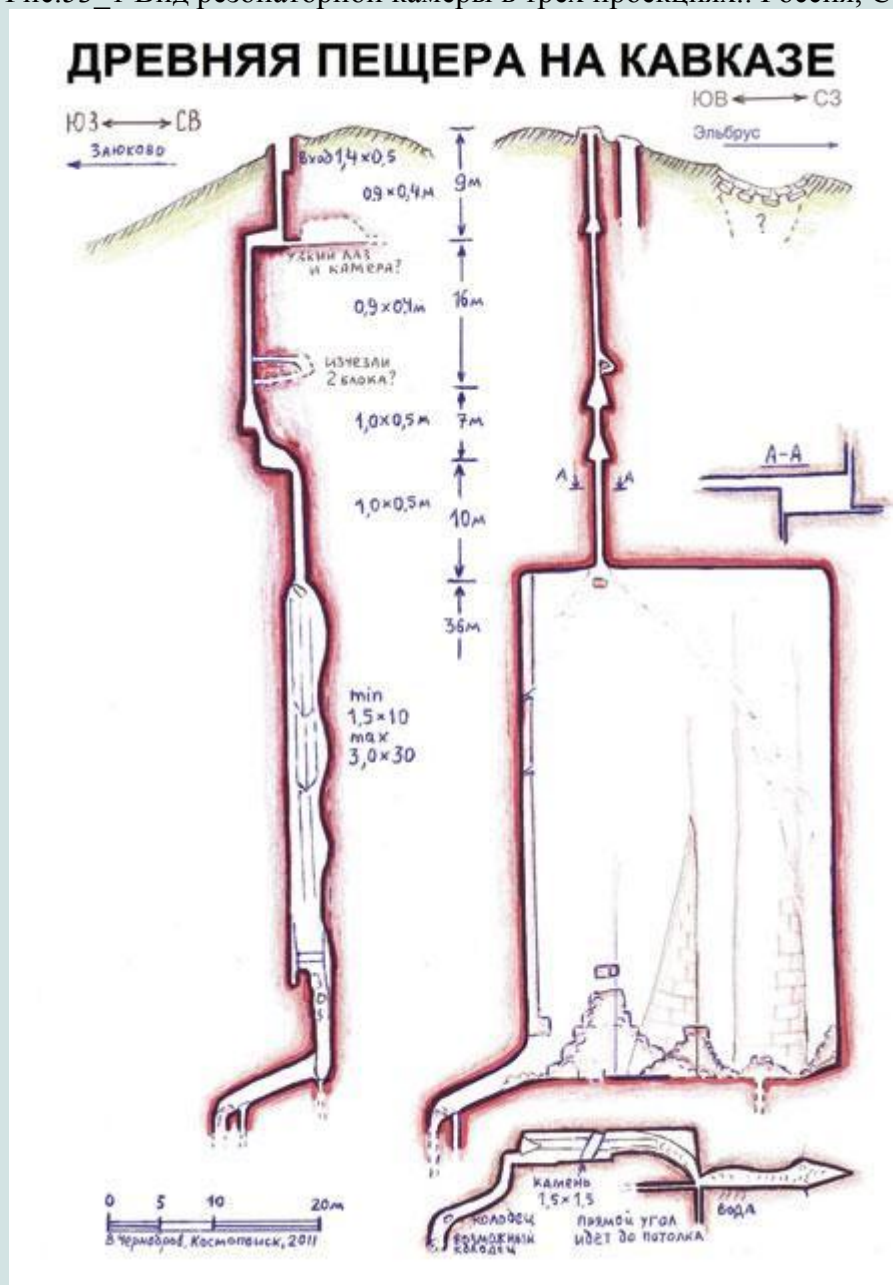 ДРЕВНЯЯ ПЕЩЕРА НА КАВКАЗЕ
ЮЗ СВ
ЗАЮКОВО
ЮВ СЗ
Эльбрус
Вход 1,4×0,5
0,9×0,4м
9м
?
УЗКИЙ ЛАЗ
И КАМЕРА?
0,9×0,4м
16м
ИЗЧЕЗЛИ
2 БЛОКА?
1,0×0,5м
7м
А-А
А А
1,0×0,5м
10м
36м
min
1,5×10
max
3,0×30
КАМЕНЬ
1,5×1,5
КОЛОДЕЦ
ВОЗМОЖНЫЙ
КОЛОДЕЦ
ПРЯМОЙ УГОЛ
ИДЕТ ДО ПОТОЛКА
ВОДА
0 5 10 20м
В Чернобров, Космопоиск, 2011